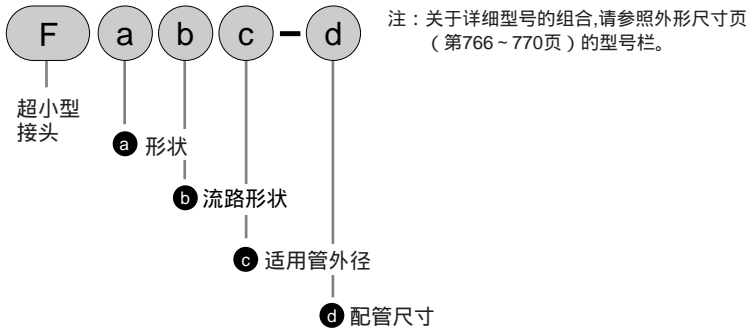 F a b c - d
注：关于详细型号的组合,请参照外形尺寸页
（第766～770页）的型号栏。
超小型
接头
a 形状
b 流路形状
c 适用管外径
d 配管尺寸